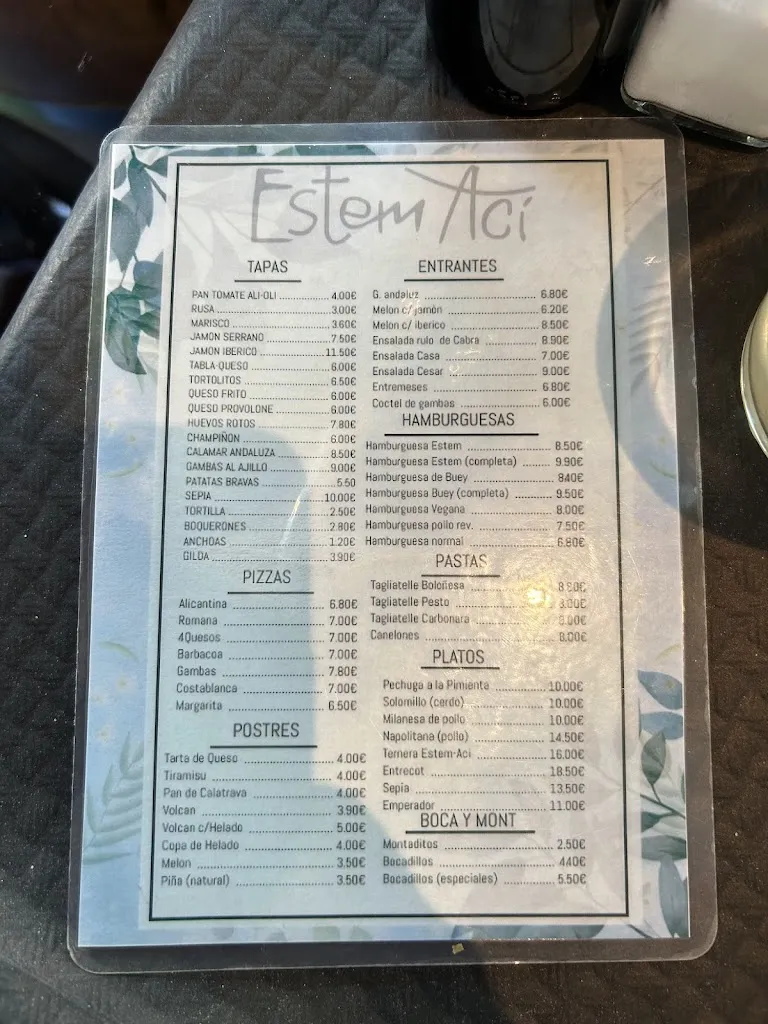 Estem Ací
TAPAS
PAN TOMATE ALI-OLI 4.00€
RUSA 3.00€
MARISCO 3.60€
JAMON SERRANO 7.50€
JAMON IBERICO 11.50€
TABLA-QUESO 6.00€
TORTOLITOS 6.50€
QUESO FRITO 6.00€
QUESO PROVOLONE 6.00€
HUEVOS ROTOS 7.80€
CHAMPIÑON 6.00€
CALAMAR ANDALUZA 8.50€
GAMBAS AL AJILLO 9.00€
PATATAS BRAVAS 5.50
SEPIA 10.00€
TORTILLA 2.50€
BOQUERONES 2.80€
ANCHOAS 1.20€
GILDA 3.90€
PIZZAS
Alicantina 6.80€
Romana 7.00€
4Quesos 7.00€
Barbacoa 7.00€
Gambas 7.80€
Costablanca 7.00€
Margarita 6.50€
POSTRES
Tarta de Queso 4.00€
Tiramisu 4.00€
Pan de Calatrava 4.00€
Volcan 3.90€
Volcan c/Helado 5.00€
Copa de Helado 4.00€
Melon 3.50€
Piña (natural) 3.50€
ENTRANTES
G. andaluz 6.80€
Melon c/ jamón 6.20€
Melon c/ iberico 8.50€
Ensalada rulo de Cabra 8.90€
Ensalada Casa 7.00€
Ensalada Cesar 9.00€
Entremeses 6.80€
Coctel de gambas 6.00€
HAMBURGUESAS
Hamburguesa Estem 8.50€
Hamburguesa Estem (completa) 9.90€
Hamburguesa de Buey 8.40€
Hamburguesa Buey (completa) 9.50€
Hamburguesa Vegana 8.00€
Hamburguesa pollo rev. 7.50€
Hamburguesa normal 6.80€
PASTAS
Tagliatelle Boloñesa
Tagliatelle Pesto
Tagliatelle Carbonara
Canelones 8.00€
PLATOS
Pechuga a la Pimienta 10.00€
Solomillo (cerdo) 10.00€
Milanesa de pollo 10.00€
Napolitana (pollo) 14.50€
Ternera Estem-Aci 16.00€
Entrecot 18.50€
Sepia 13.50€
Emperador 11.00€
BOCA Y MONT
Montaditos 2.50€
Bocadillos 4.40€
Bocadillos (especiales) 5.50€